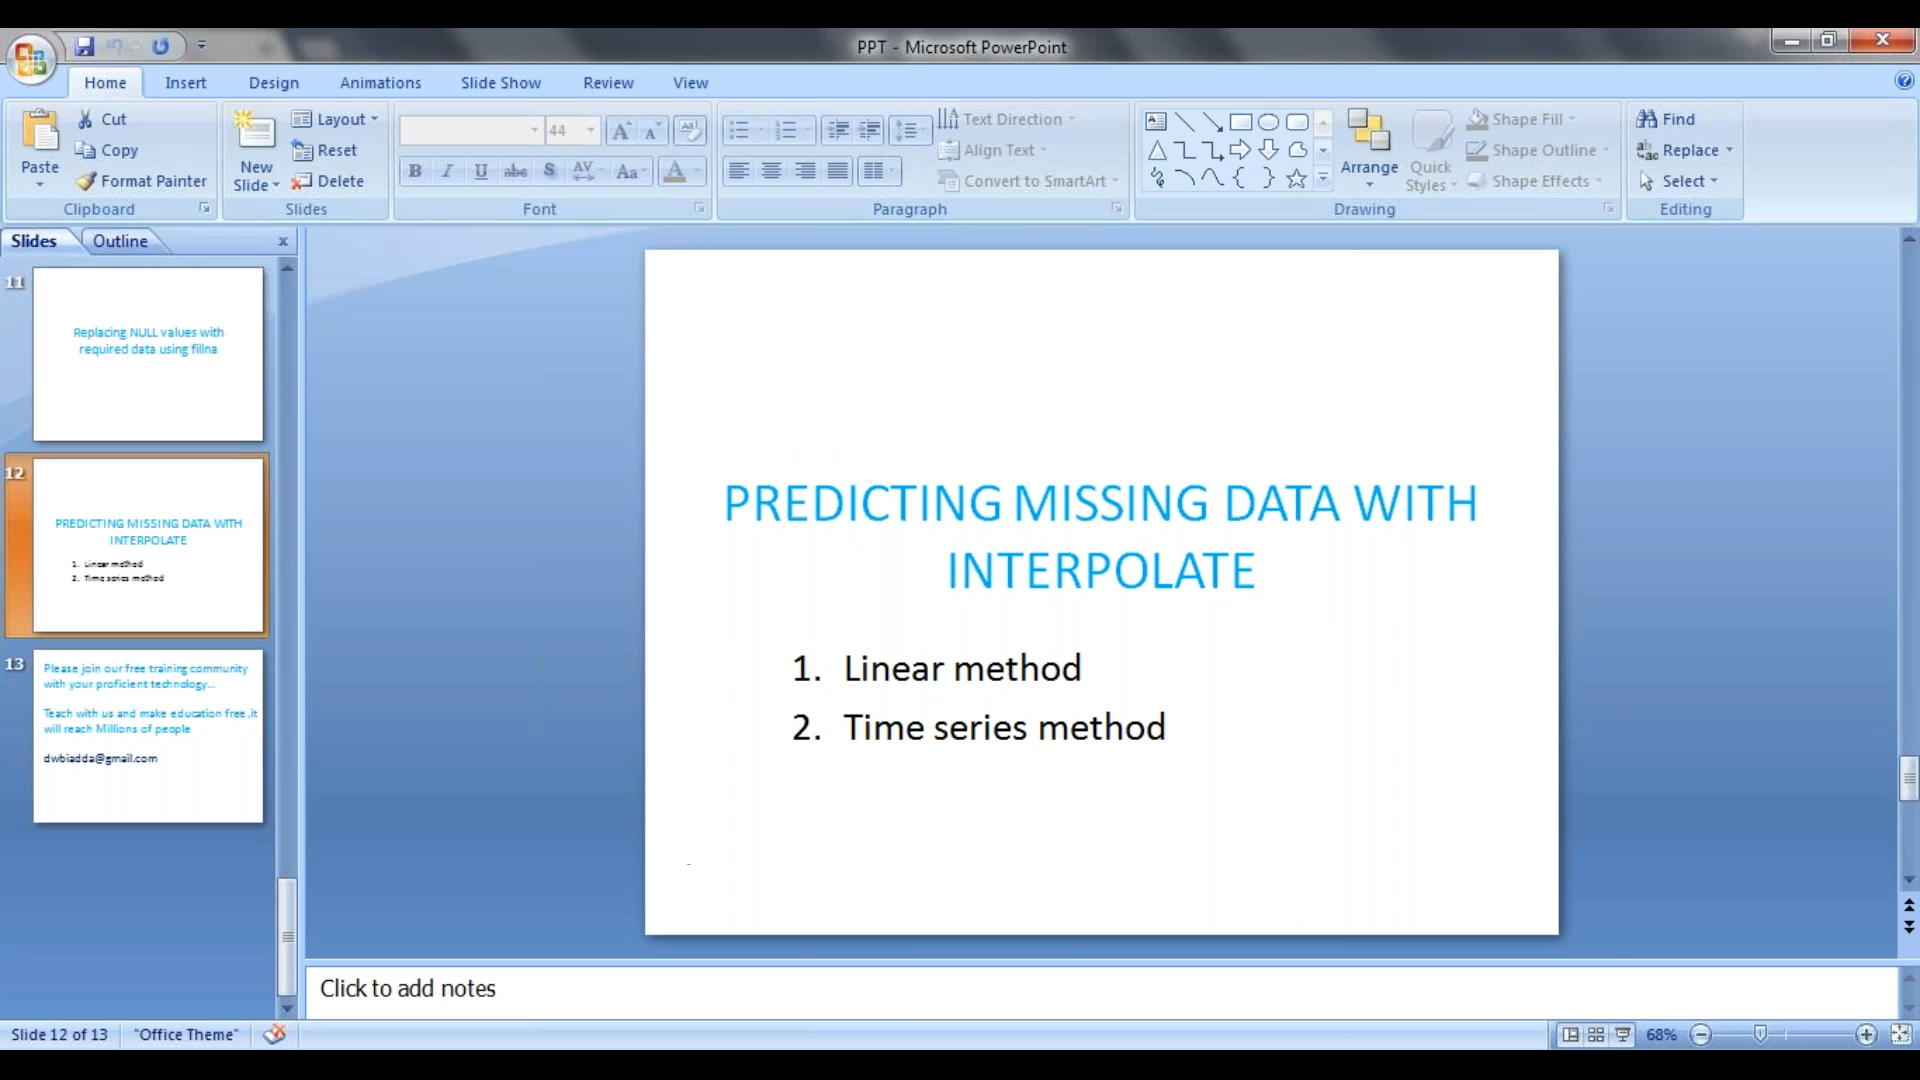 PPT - Microsoft PowerPoint
Home Insert Design Animations Slide Show Review View
Paste
Cut
Copy
Format Painter
Clipboard
New
Slide
Layout
Reset
Delete
Slides
44
B I U abc S AV Aa A
Font
Text Direction
Align Text
Convert to SmartArt
Paragraph
Arrange
Quick
Styles
Shape Fill
Shape Outline
Shape Effects
Drawing
Find
Replace
Select
Editing
Slides Outline
11
Replacing NULL values with
required data using fillna
12
PREDICTING MISSING DATA WITH
INTERPOLATE
1. Linear method
2. Time series method
13
Please join our free training community
with your proficient technology...
Teach with us and make education free ,it
will reach Millions of people
dwbiadda@gmail.com
PREDICTING MISSING DATA WITH
INTERPOLATE
1. Linear method
2. Time series method
Click to add notes
Slide 12 of 13 "Office Theme" 68%